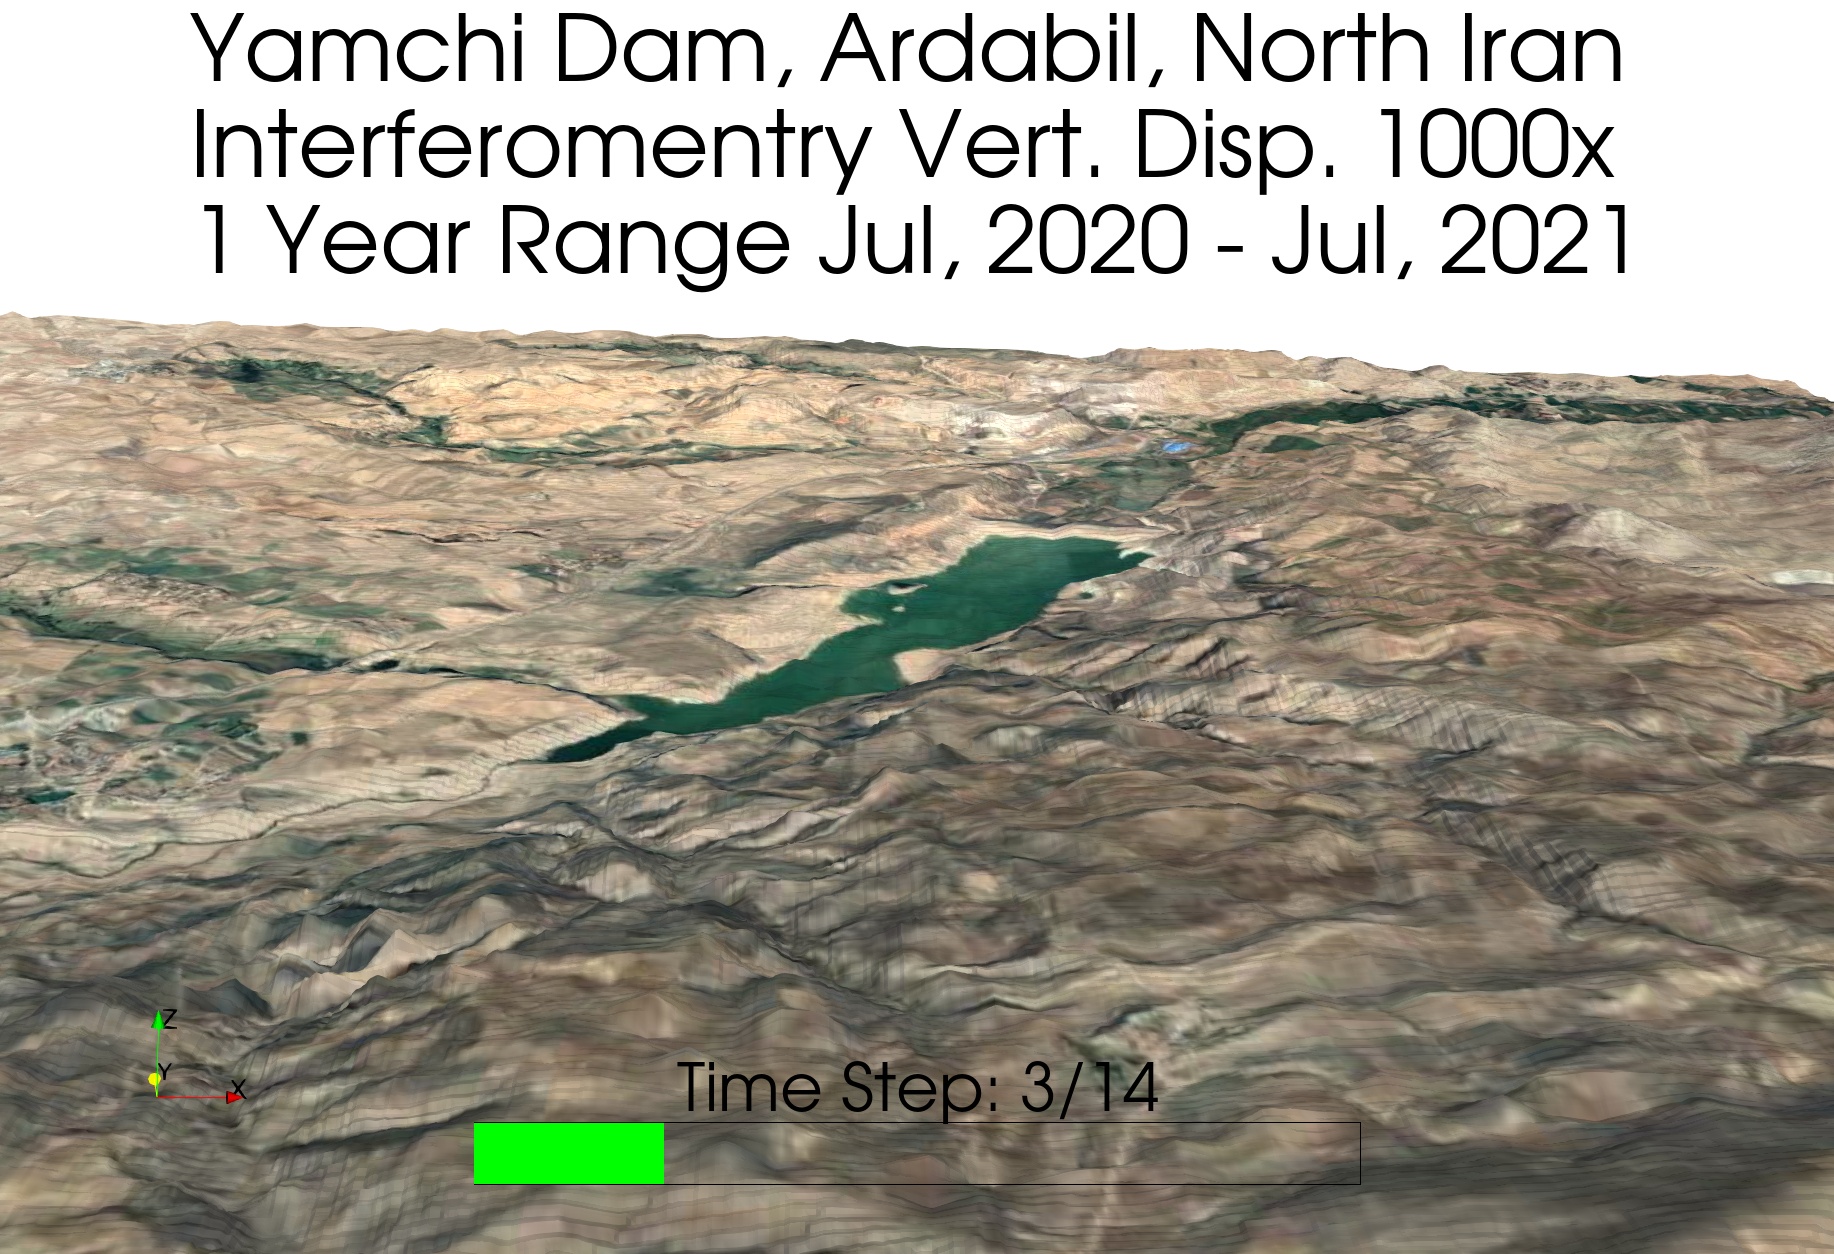 Yamchi Dam, Ardabil, North Iran
Interferomentry Vert. Disp. 1000x
1 Year Range Jul, 2020 - Jul, 2021
Z
Y
X
Time Step: 3/14